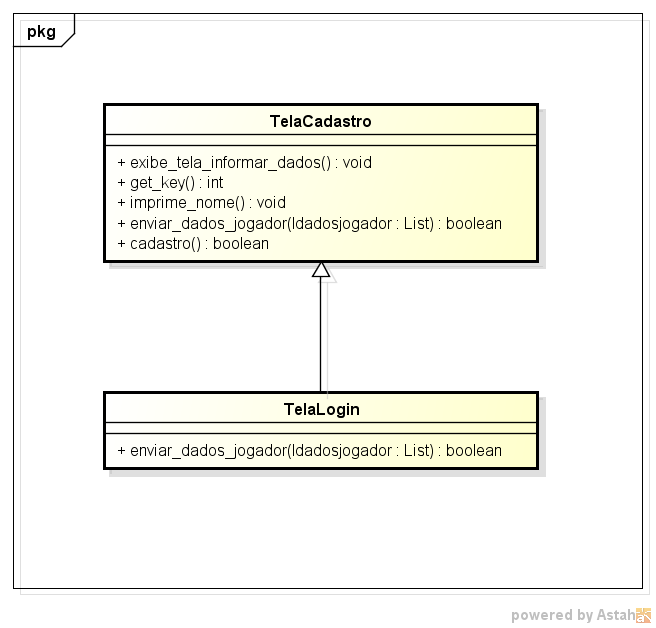 pkg
TelaCadastro
+ exibe_tela_informar_dados() : void
+ get_key() : int
+ imprime_nome() : void
+ enviar_dados_jogador(ldadosjogador : List) : boolean
+ cadastro() : boolean
TelaLogin
+ enviar_dados_jogador(ldadosjogador : List) : boolean
powered by Astah